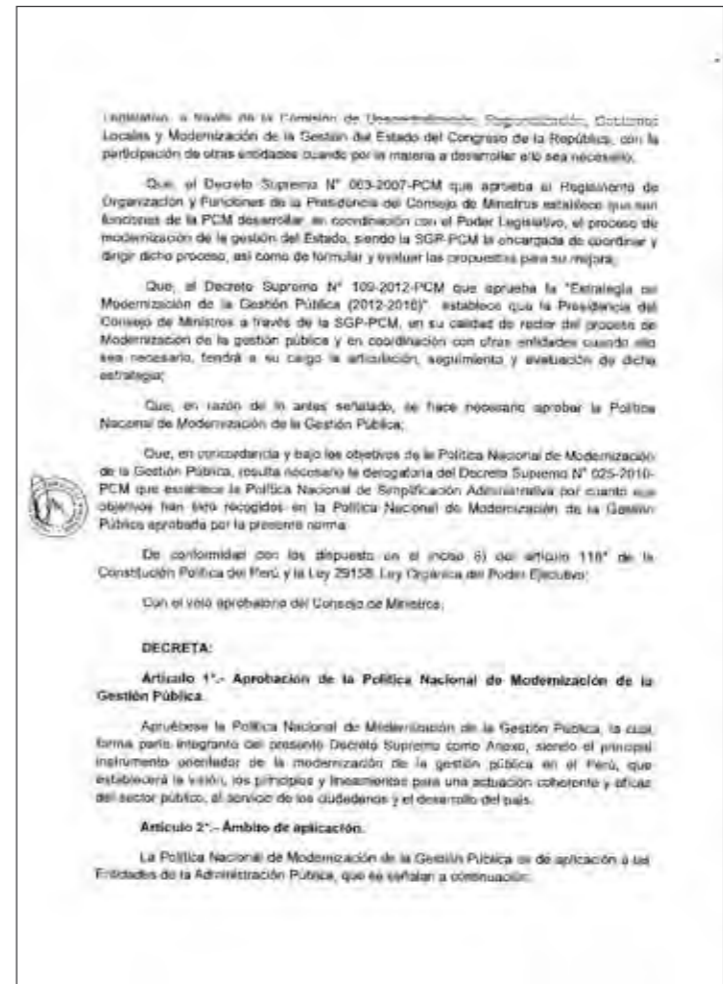 Legislativo, a través de la Comisión de Descentralización, Regionalización, Gobiernos
Locales y Modernización de la Gestión del Estado del Congreso de la República, con la
participación de otras entidades cuando por la materia a desarrollar ello sea necesario;
Que, el Decreto Supremo N° 063-2007-PCM que aprueba el Reglamento de
Organización y Funciones de la Presidencia del Consejo de Ministros establece que son
funciones de la PCM desarrollar, en coordinación con el Poder Legislativo, el proceso de
modernización de la gestión del Estado, siendo la SGP-PCM la encargada de coordinar y
dirigir dicho proceso, así como de formular y evaluar las propuestas para su mejora;
Que, el Decreto Supremo N° 109-2012-PCM que aprueba la "Estrategia de
Modernización de la Gestión Pública (2012-2016)" establece que la Presidencia del
Consejo de Ministros a través de la SGP-PCM, en su calidad de rector del proceso de
Modernización de la gestión pública y en coordinación con otras entidades cuando ello
sea necesario, tendrá a su cargo la articulación, seguimiento y evaluación de dicha
estrategia;
Que, en razón de lo antes señalado, se hace necesario aprobar la Política
Nacional de Modernización de la Gestión Pública;
Que, en concordancia y bajo los objetivos de la Política Nacional de Modernización
de la Gestión Pública, resulta necesario la derogatoria del Decreto Supremo N° 025-2010-
PCM que establece la Política Nacional de Simplificación Administrativa por cuanto sus
objetivos han sido recogidos en la Política Nacional de Modernización de la Gestión
Pública aprobada por la presente norma.
De conformidad con los dispuesto en el inciso 8) del artículo 118° de la
Constitución Política del Perú y la Ley 29158, Ley Orgánica del Poder Ejecutivo;
Con el voto aprobatorio del Consejo de Ministros;
DECRETA:
Artículo 1°.- Aprobación de la Política Nacional de Modernización de la
Gestión Pública.
Apruébese la Política Nacional de Modernización de la Gestión Pública, la cual
forma parte integrante del presente Decreto Supremo como Anexo, siendo el principal
instrumento orientador de la modernización de la gestión pública en el Perú, que
establecerá la visión, los principios y lineamientos para una actuación coherente y eficaz
del sector público, al servicio de los ciudadanos y el desarrollo del país.
Artículo 2°.- Ámbito de aplicación.
La Política Nacional de Modernización de la Gestión Pública es de aplicación a las
Entidades de la Administración Pública, que se señalan a continuación: